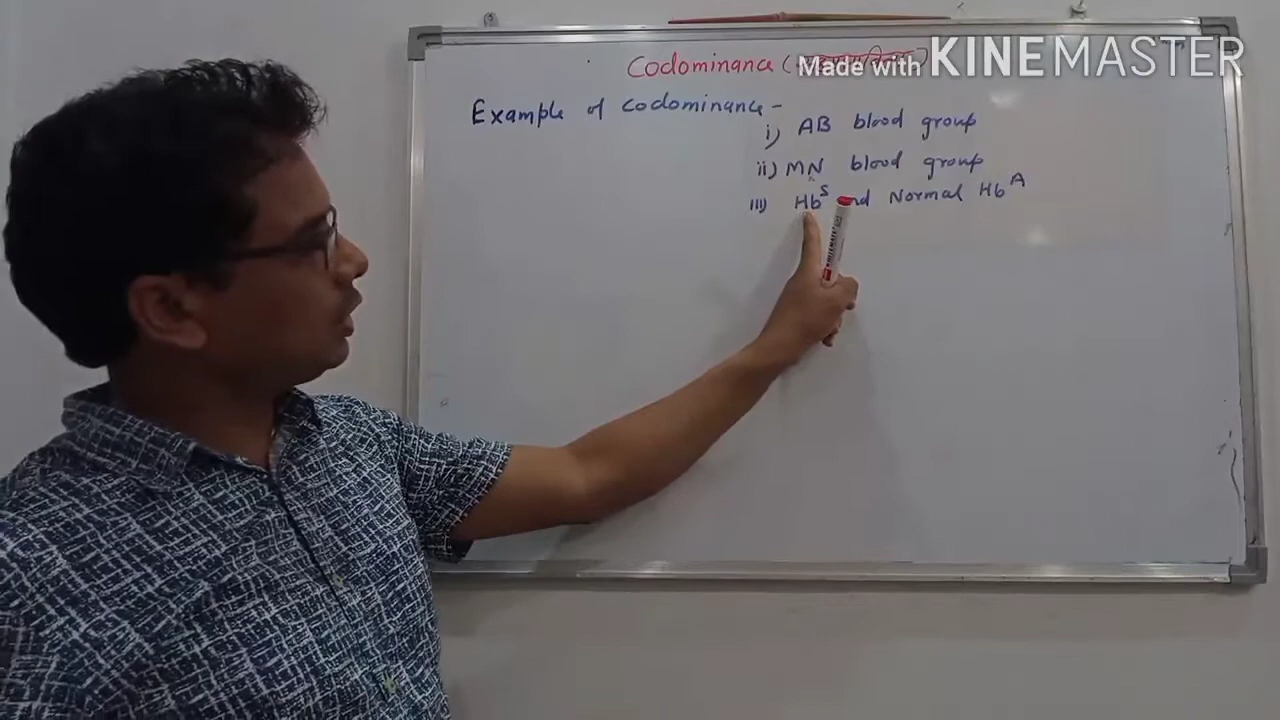 Codominance (
Made with KINEMASTER
Example of Codominance -
i) AB blood group
ii) MN blood group
III) Hb^S and Normal Hb^A